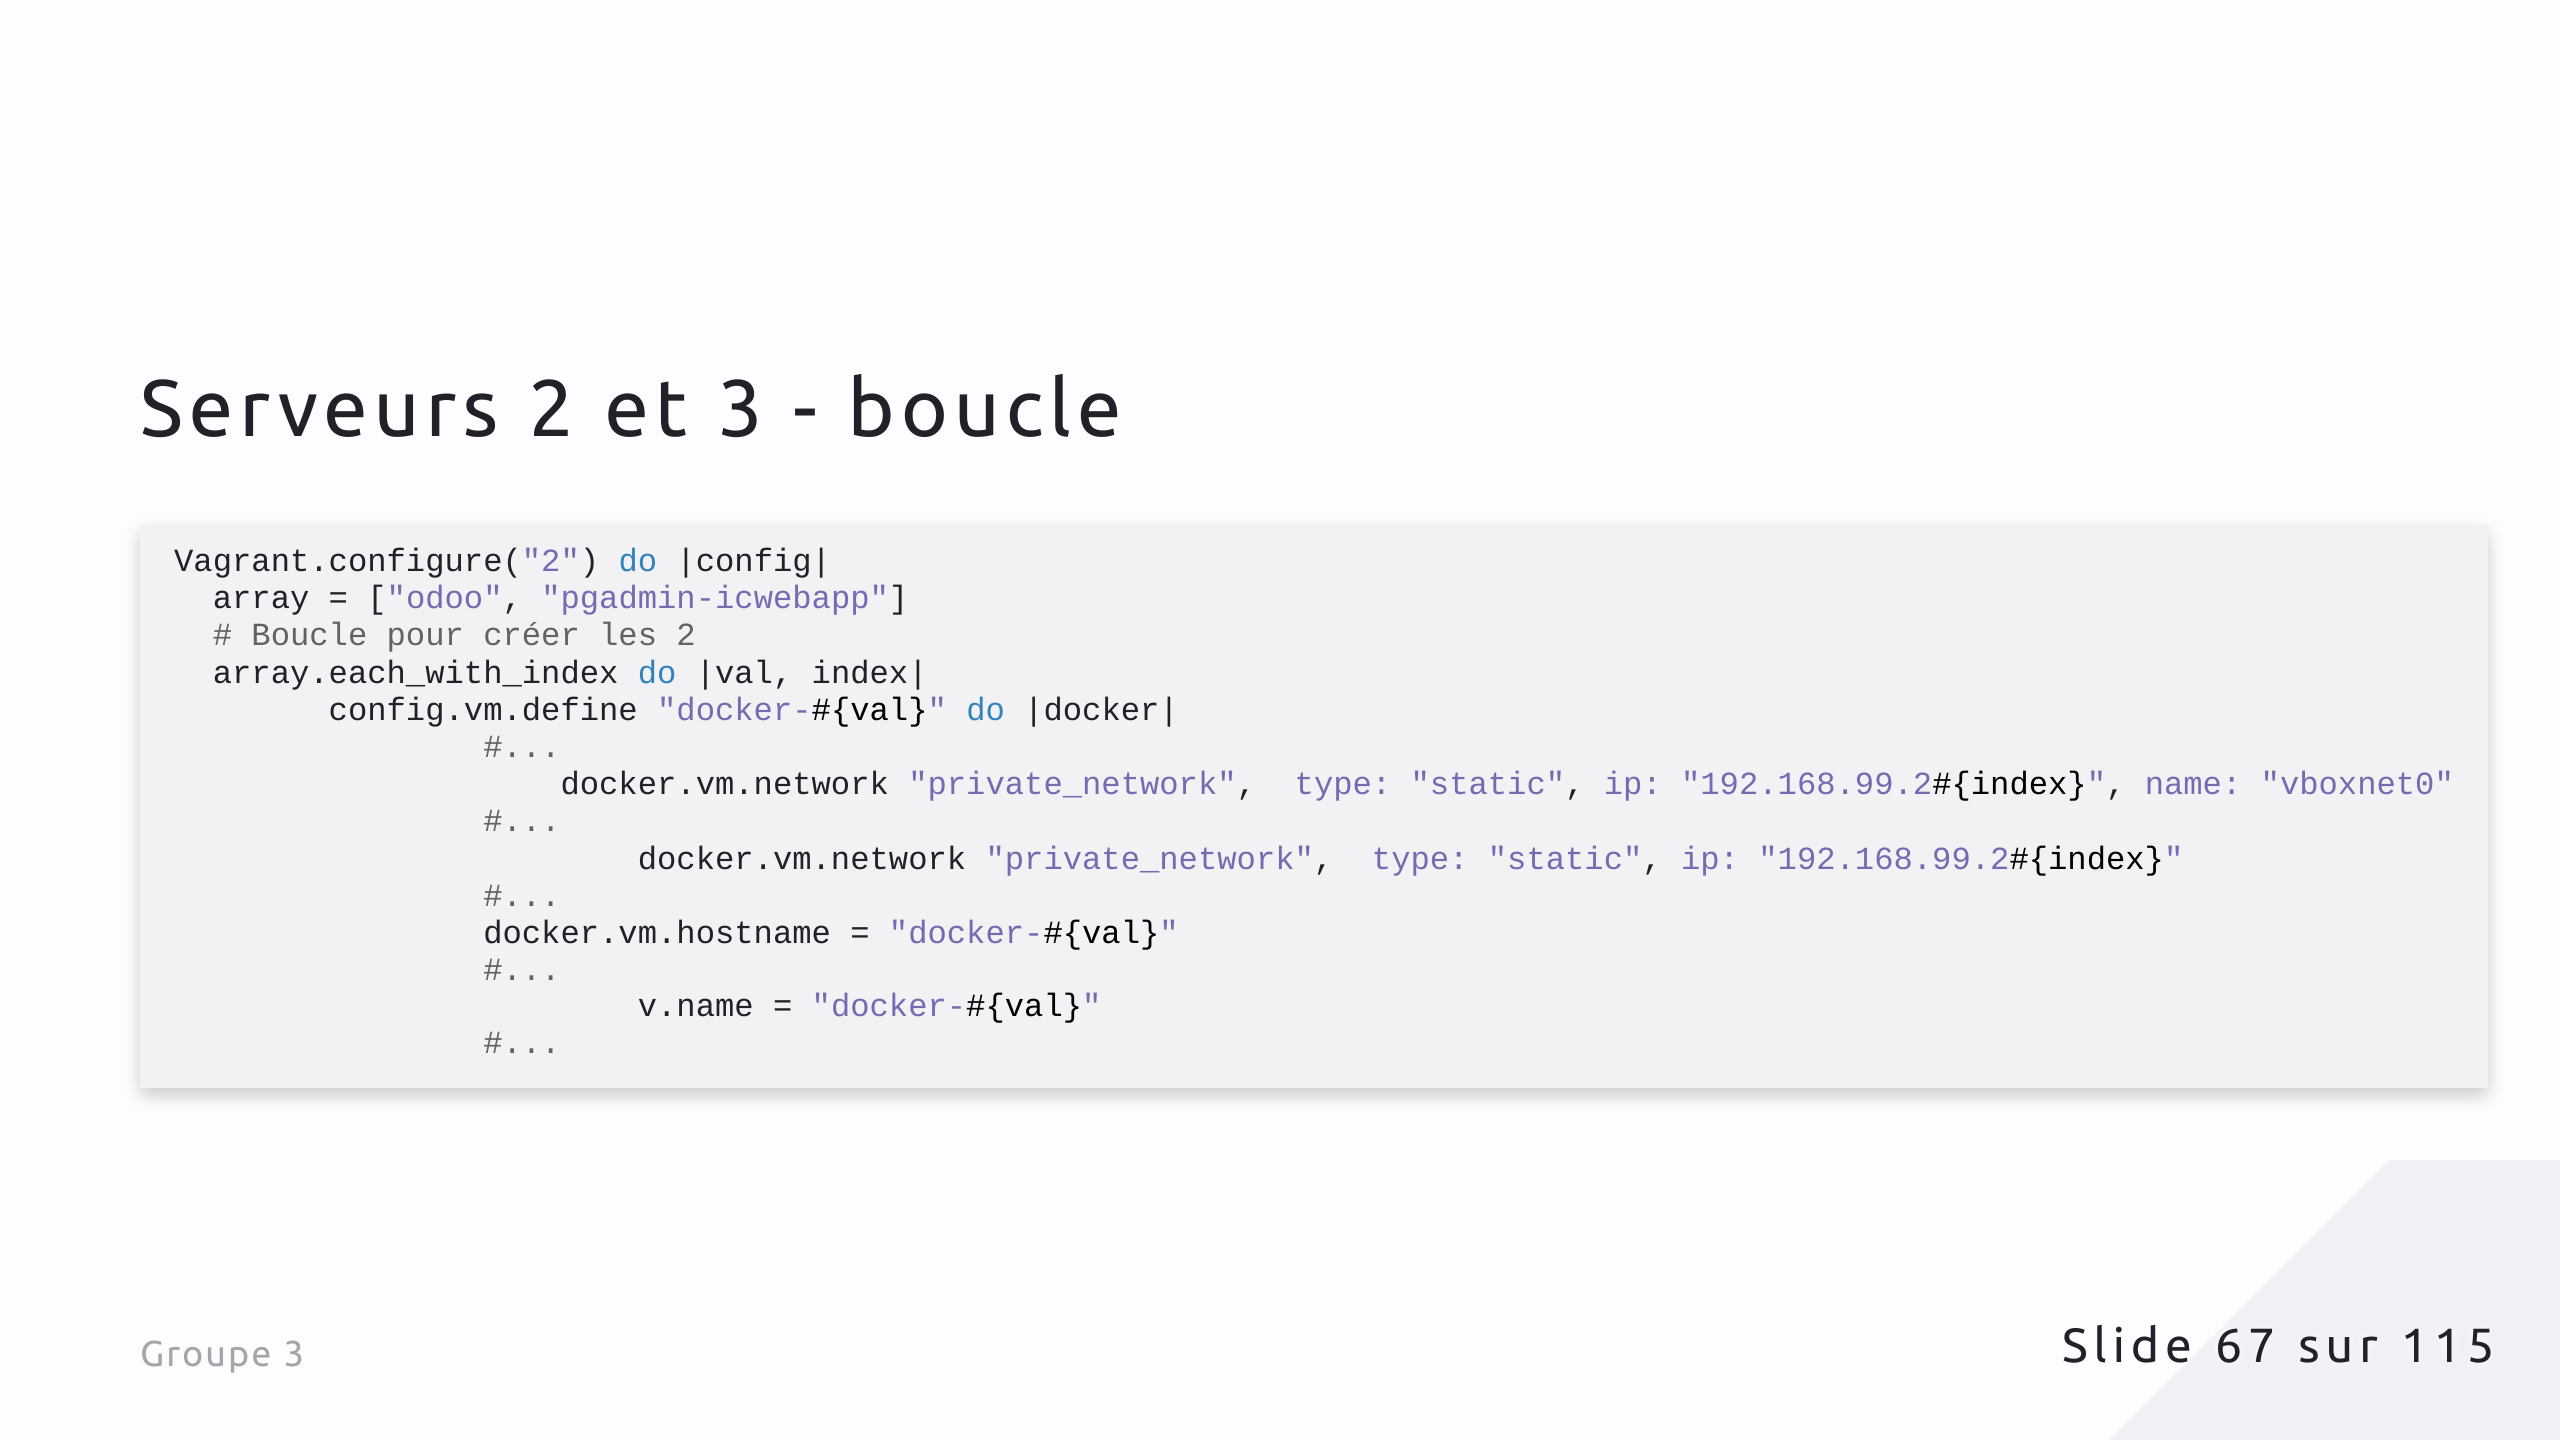 Serveurs 2 et 3 - boucle
Vagrant.configure("2") do |config|
  array = ["odoo", "pgadmin-icwebapp"]
  # Boucle pour créer les 2
  array.each_with_index do |val, index|
        config.vm.define "docker-#{val}" do |docker|
                #...
                    docker.vm.network "private_network",  type: "static", ip: "192.168.99.2#{index}", name: "vboxnet0"
                #...
                        docker.vm.network "private_network",  type: "static", ip: "192.168.99.2#{index}"
                #...
                docker.vm.hostname = "docker-#{val}"
                #...
                        v.name = "docker-#{val}"
                #...
Groupe 3
Slide 67 sur 115